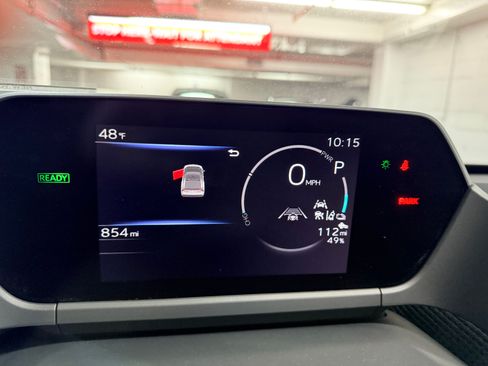 48°F
10:15
PWR
P
READY
0 MPH
PARK
CHG
854 mi
112 mi
49%